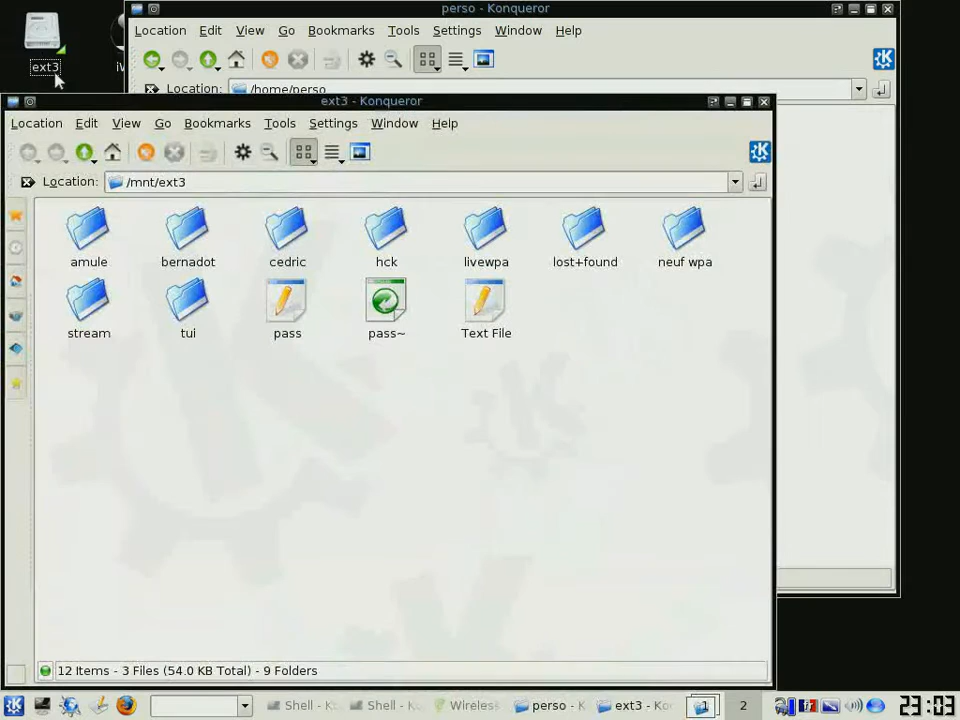 perso - Konqueror
Location Edit View Go Bookmarks Tools Settings Window Help
ext3
Location: /home/perso
ext3 - Konqueror
Location Edit View Go Bookmarks Tools Settings Window Help
Location: /mnt/ext3
amule bernadot cedric hck livewpa lost+found neuf wpa
stream tui pass pass~ Text File
12 Items - 3 Files (54.0 KB Total) - 9 Folders
Shell - Shell - Wireless perso - K ext3 - Ko 1 2 23:03